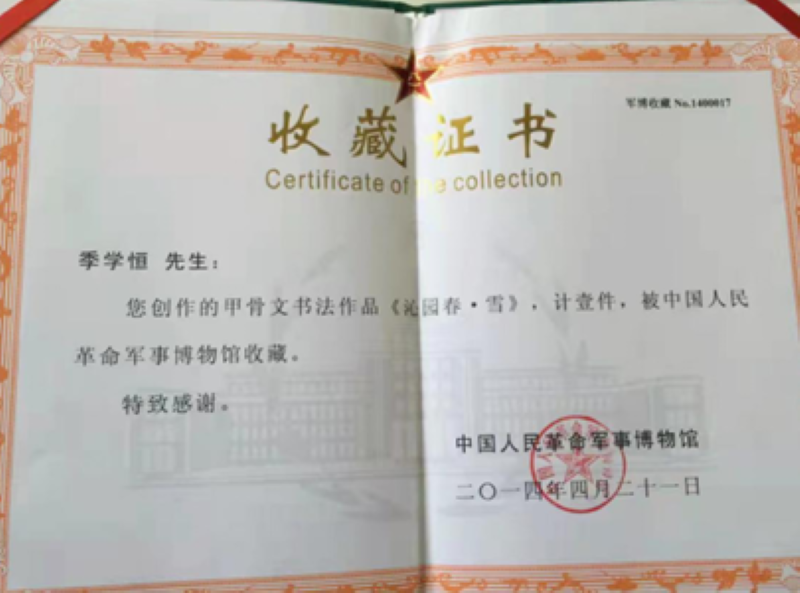 军博收藏 No.1400017
收藏证书
Certificate of the collection
季学恒 先生：
您创作的甲骨文书法作品《沁园春·雪》，计壹件，被中国人民
革命军事博物馆收藏。
特致感谢。
中国人民革命军事博物馆
二〇一四年四月二十一日